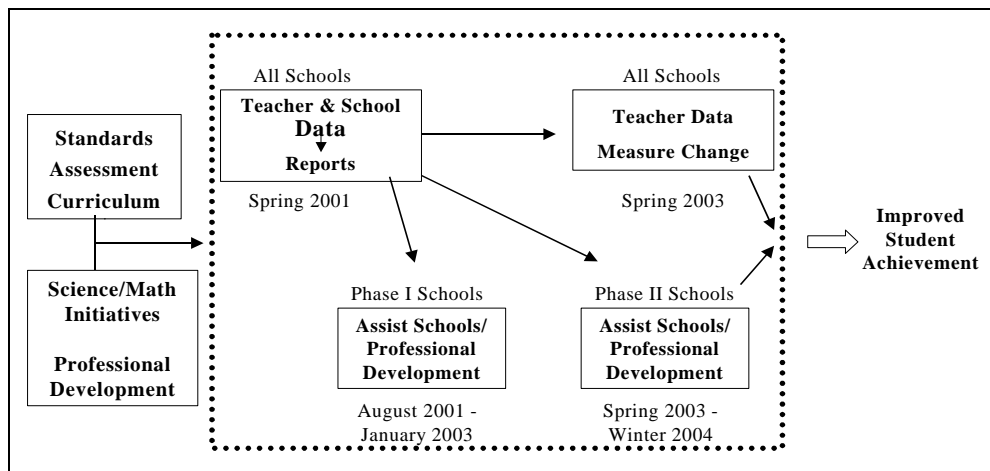 Standards
Assessment
Curriculum
Science/Math
Initiatives
Professional
Development
All Schools
Teacher & School
Data
Reports
Spring 2001
All Schools
Teacher Data
Measure Change
Spring 2003
Phase I Schools
Assist Schools/
Professional
Development
August 2001 -
January 2003
Phase II Schools
Assist Schools/
Professional
Development
Spring 2003 -
Winter 2004
Improved
Student
Achievement